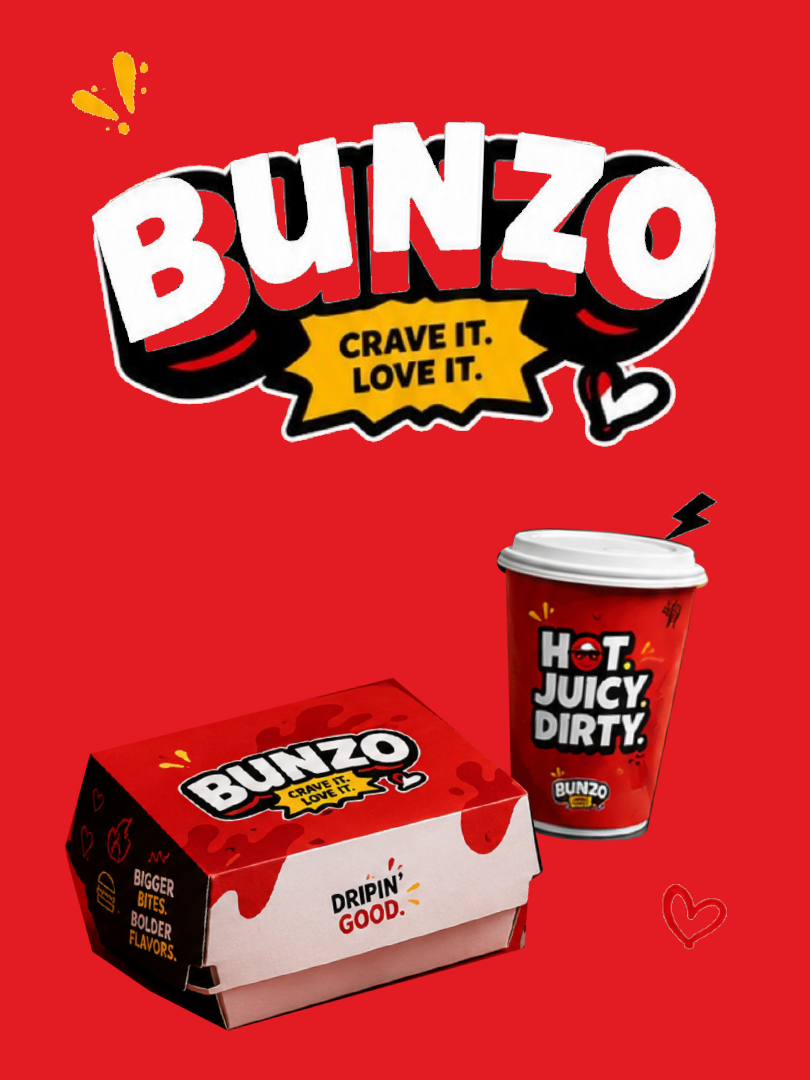 BUNZO
CRAVE IT.
LOVE IT.
HOT.
JUICY.
DIRTY.
BUNZO
BUNZO
CRAVE IT.
LOVE IT.
DRIPIN'
GOOD.
BIGGER
BITES.
BOLDER
FLAVORS.